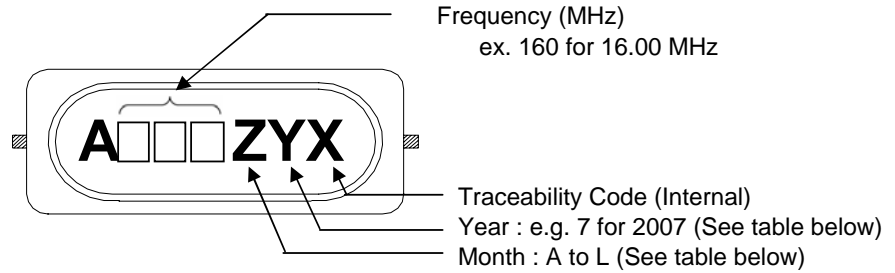 Frequency (MHz)
ex. 160 for 16.00 MHz
A□□□ZYX
Traceability Code (Internal)
Year : e.g. 7 for 2007 (See table below)
Month : A to L (See table below)